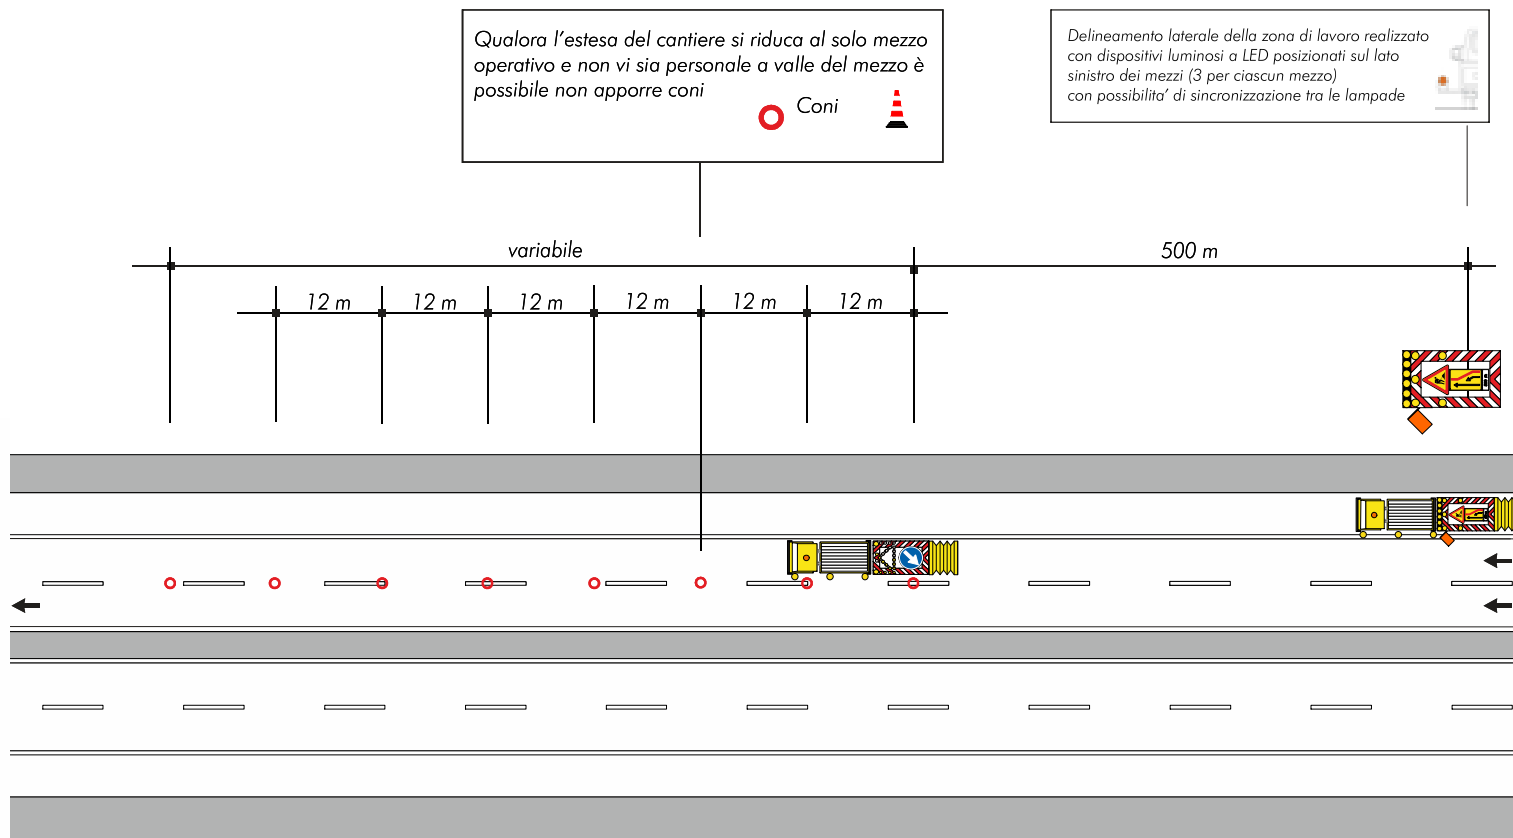 Qualora l'estesa del cantiere si riduca al solo mezzo
operativo e non vi sia personale a valle del mezzo è
possibile non apporre coni
Coni
Delineamento laterale della zona di lavoro realizzato
con dispositivi luminosi a LED posizionati sul lato
sinistro dei mezzi (3 per ciascun mezzo)
con possibilita' di sincronizzazione tra le lampade
variabile
500 m
12 m
12 m
12 m
12 m
12 m
12 m